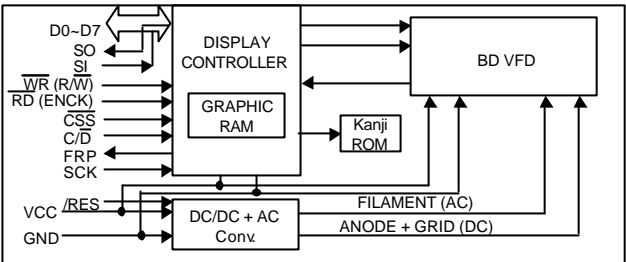 D0~D7
SO
SI
WR (R/W)
RD (ENCK)
CSS
C/D
FRP
SCK
/RES
VCC
GND
DISPLAY
CONTROLLER
GRAPHIC
RAM
Kanji
ROM
BD VFD
DC/DC + AC
Conv.
FILAMENT (AC)
ANODE + GRID (DC)